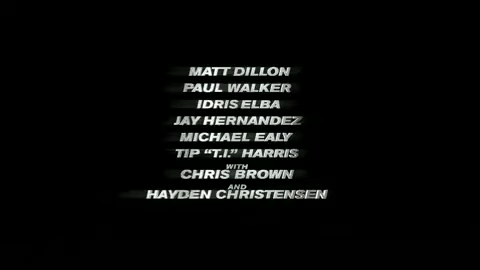 MATT DILLON
PAUL WALKER
IDRIS ELBA
JAY HERNANDEZ
MICHAEL EALY
TIP “T.I.” HARRIS
WITH
CHRIS BROWN
AND
HAYDEN CHRISTENSEN